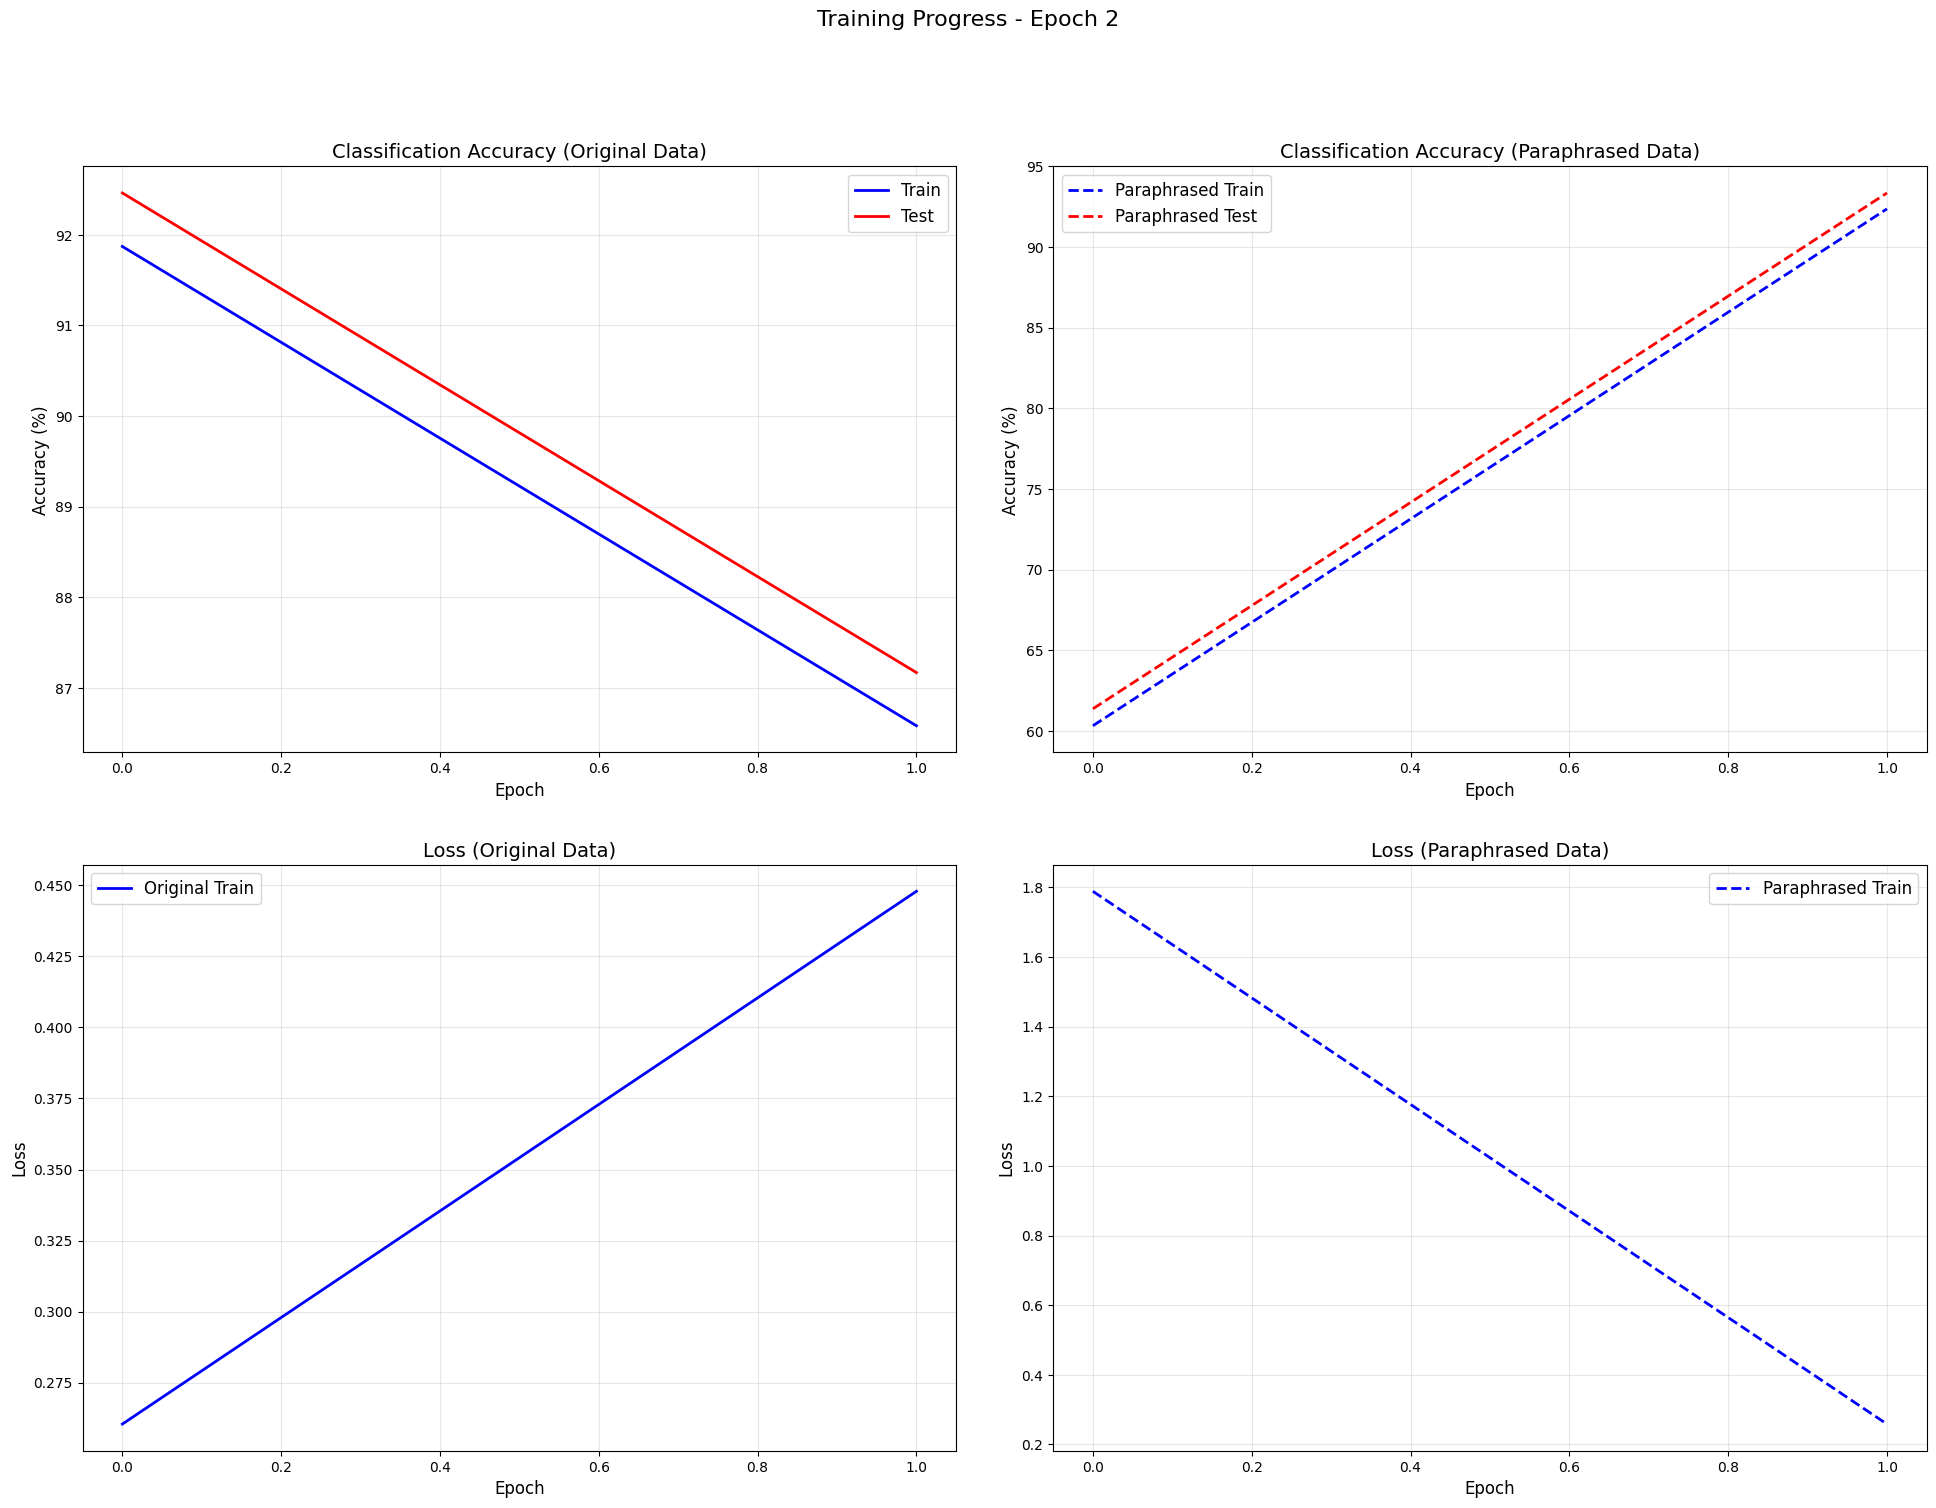 Training Progress - Epoch 2
Classification Accuracy (Original Data)
Train
Test
92
91
90
89
88
87
Accuracy (%)
0.0 0.2 0.4 0.6 0.8 1.0
Epoch
Classification Accuracy (Paraphrased Data)
Paraphrased Train
Paraphrased Test
95
90
85
80
75
70
65
60
Accuracy (%)
0.0 0.2 0.4 0.6 0.8 1.0
Epoch
Loss (Original Data)
Original Train
0.450
0.425
0.400
0.375
0.350
0.325
0.300
0.275
Loss
0.0 0.2 0.4 0.6 0.8 1.0
Epoch
Loss (Paraphrased Data)
Paraphrased Train
1.8
1.6
1.4
1.2
1.0
0.8
0.6
0.4
0.2
Loss
0.0 0.2 0.4 0.6 0.8 1.0
Epoch